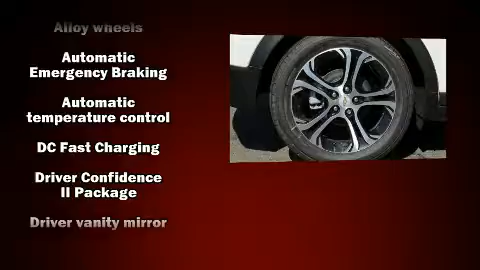 Alloy wheels
Automatic
Emergency Braking
Automatic
temperature control
DC Fast Charging
Driver Confidence
II Package
Driver vanity mirror